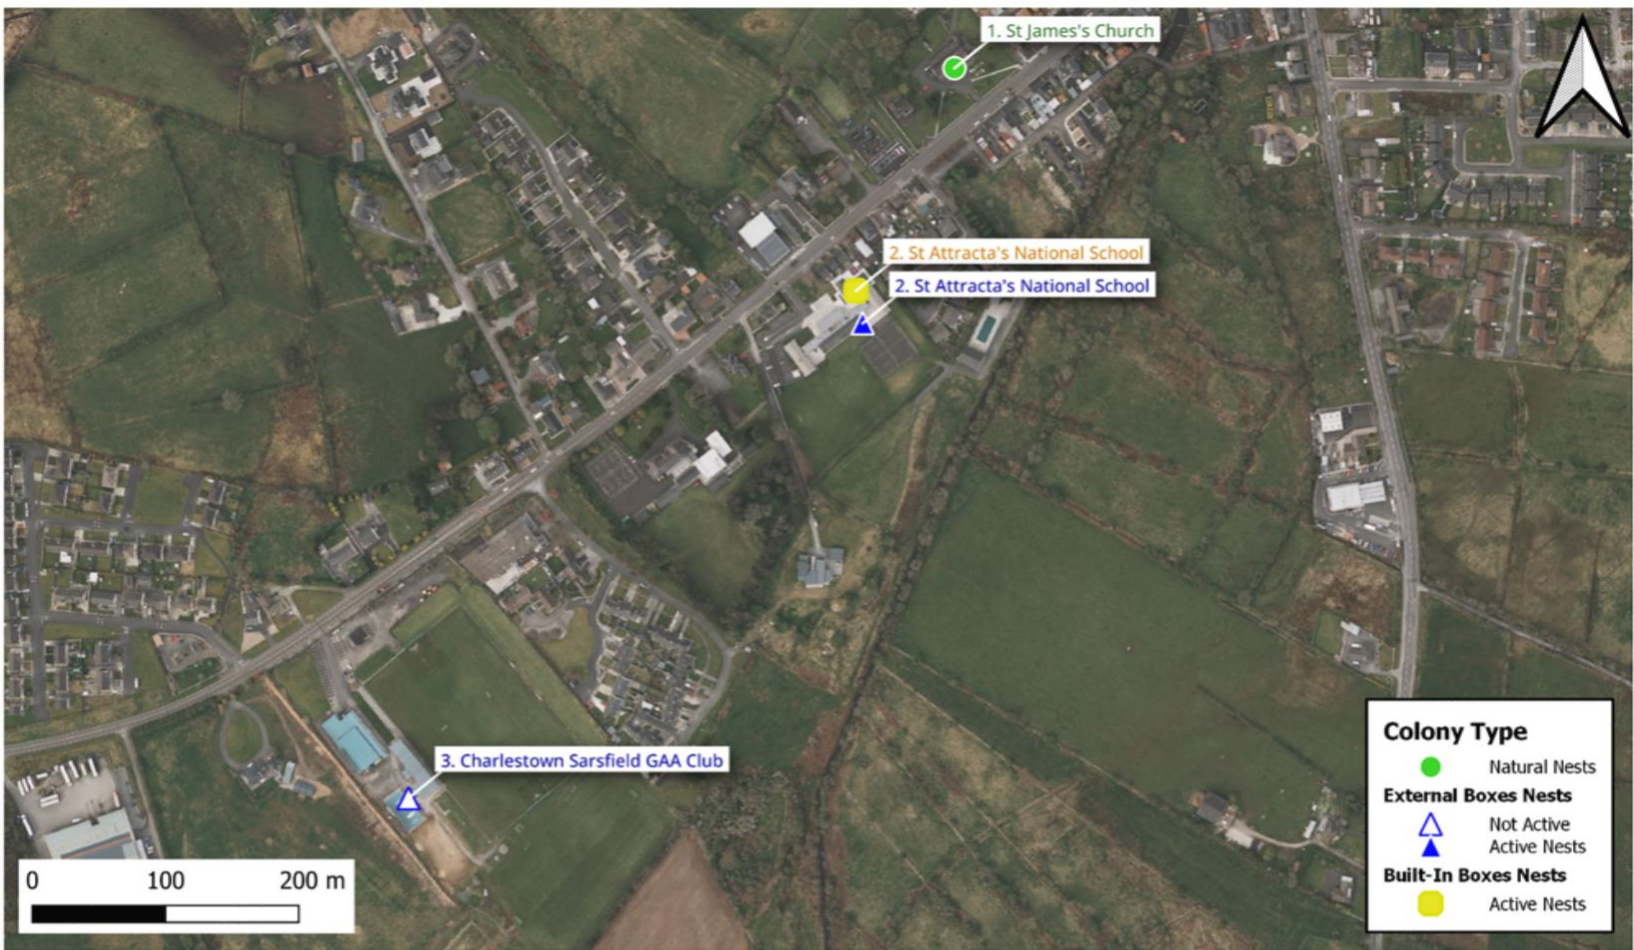 1. St James's Church
2. St Attracta's National School
2. St Attracta's National School
3. Charlestown Sarsfield GAA Club
0 100 200 m
Colony Type
Natural Nests
External Boxes Nests
Not Active
Active Nests
Built-In Boxes Nests
Active Nests